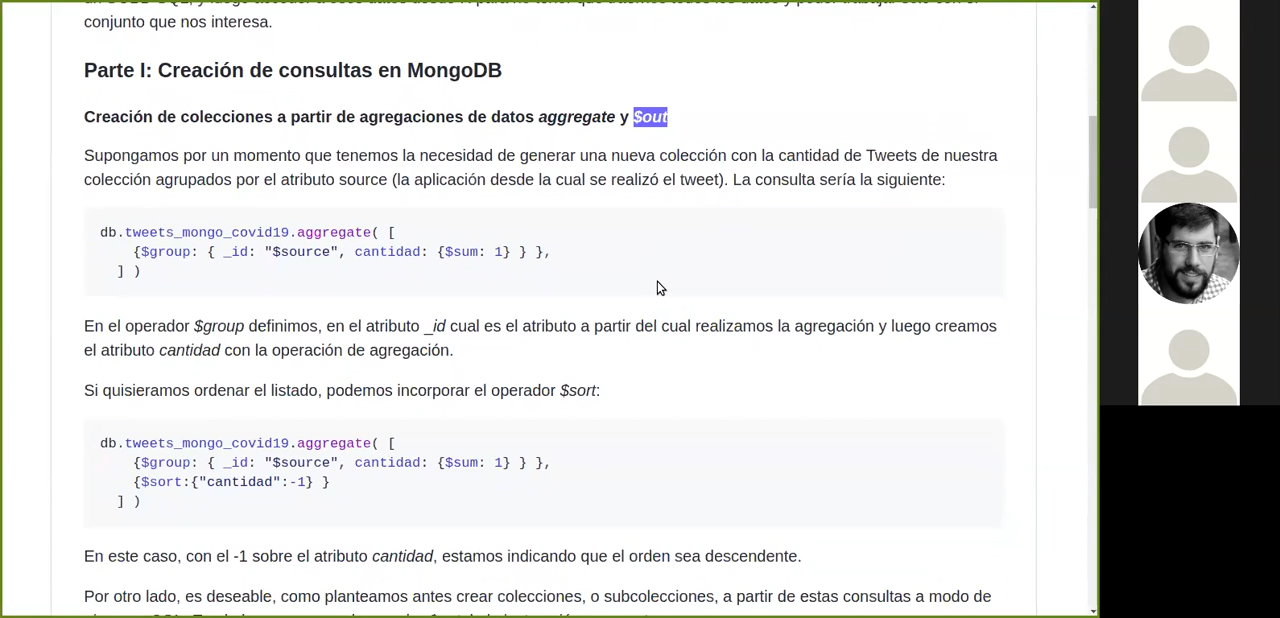 conjunto que nos interesa.
Parte I: Creación de consultas en MongoDB
Creación de colecciones a partir de agregaciones de datos aggregate y $out
Supongamos por un momento que tenemos la necesidad de generar una nueva colección con la cantidad de Tweets de nuestra
colección agrupados por el atributo source (la aplicación desde la cual se realizó el tweet). La consulta sería la siguiente:
db.tweets_mongo_covid19.aggregate( [
{$group: { _id: "$source", cantidad: {$sum: 1} } },
] )
En el operador $group definimos, en el atributo _id cual es el atributo a partir del cual realizamos la agregación y luego creamos
el atributo cantidad con la operación de agregación.
Si quisieramos ordenar el listado, podemos incorporar el operador $sort:
db.tweets_mongo_covid19.aggregate( [
{$group: { _id: "$source", cantidad: {$sum: 1} } },
{$sort:{"cantidad":-1} }
] )
En este caso, con el -1 sobre el atributo cantidad, estamos indicando que el orden sea descendente.
Por otro lado, es deseable, como planteamos antes crear colecciones, o subcolecciones, a partir de estas consultas a modo de